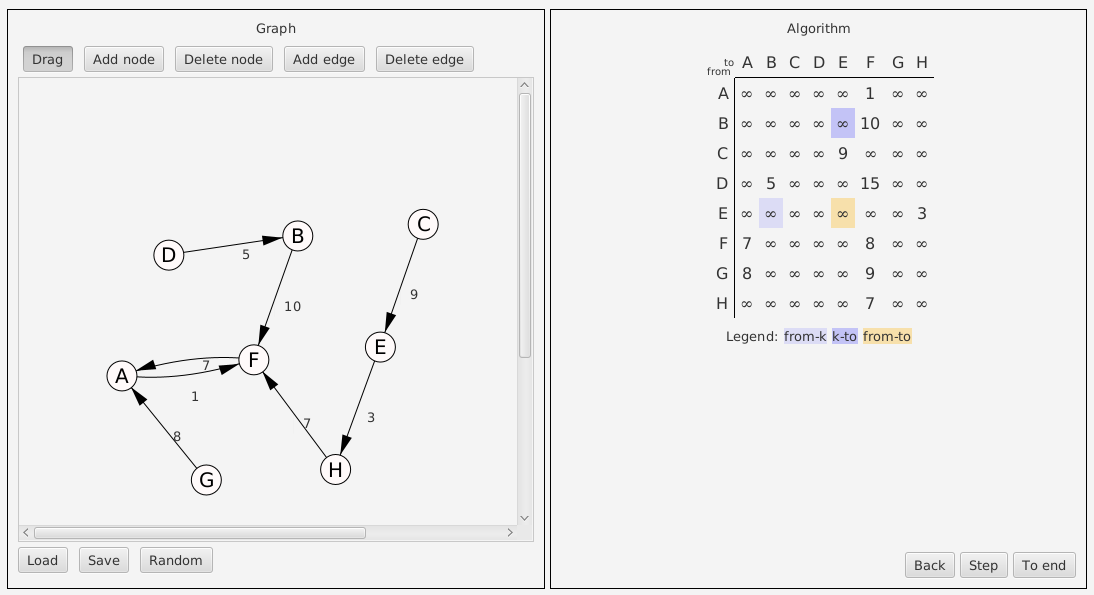 Graph
Drag Add node Delete node Add edge Delete edge
D
B
C
5
10
9
A
F
E
7
1
8
7
3
G
H
Load Save Random
Algorithm
to
from
A B C D E F G H
A ∞ ∞ ∞ ∞ ∞ 1 ∞ ∞
B ∞ ∞ ∞ ∞ ∞ 10 ∞ ∞
C ∞ ∞ ∞ ∞ 9 ∞ ∞ ∞
D ∞ 5 ∞ ∞ ∞ 15 ∞ ∞
E ∞ ∞ ∞ ∞ ∞ ∞ ∞ 3
F 7 ∞ ∞ ∞ ∞ 8 ∞ ∞
G 8 ∞ ∞ ∞ ∞ 9 ∞ ∞
H ∞ ∞ ∞ ∞ ∞ 7 ∞ ∞
Legend: from-k k-to from-to
Back Step To end